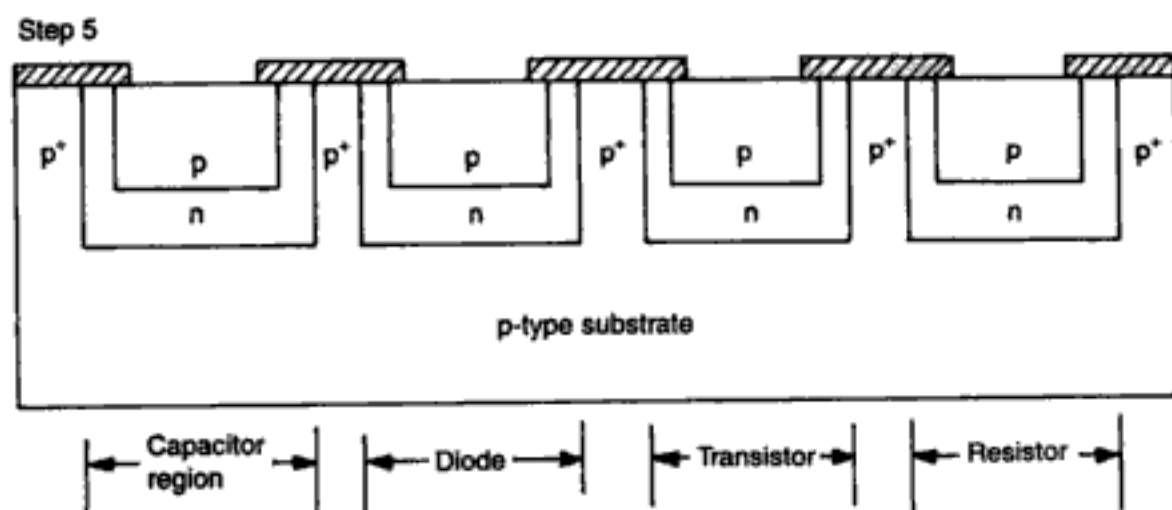 Step 5
p⁺ p p⁺ p p⁺ p p⁺ p p⁺
n n n n
p-type substrate
Capacitor region
Diode
Transistor
Resistor